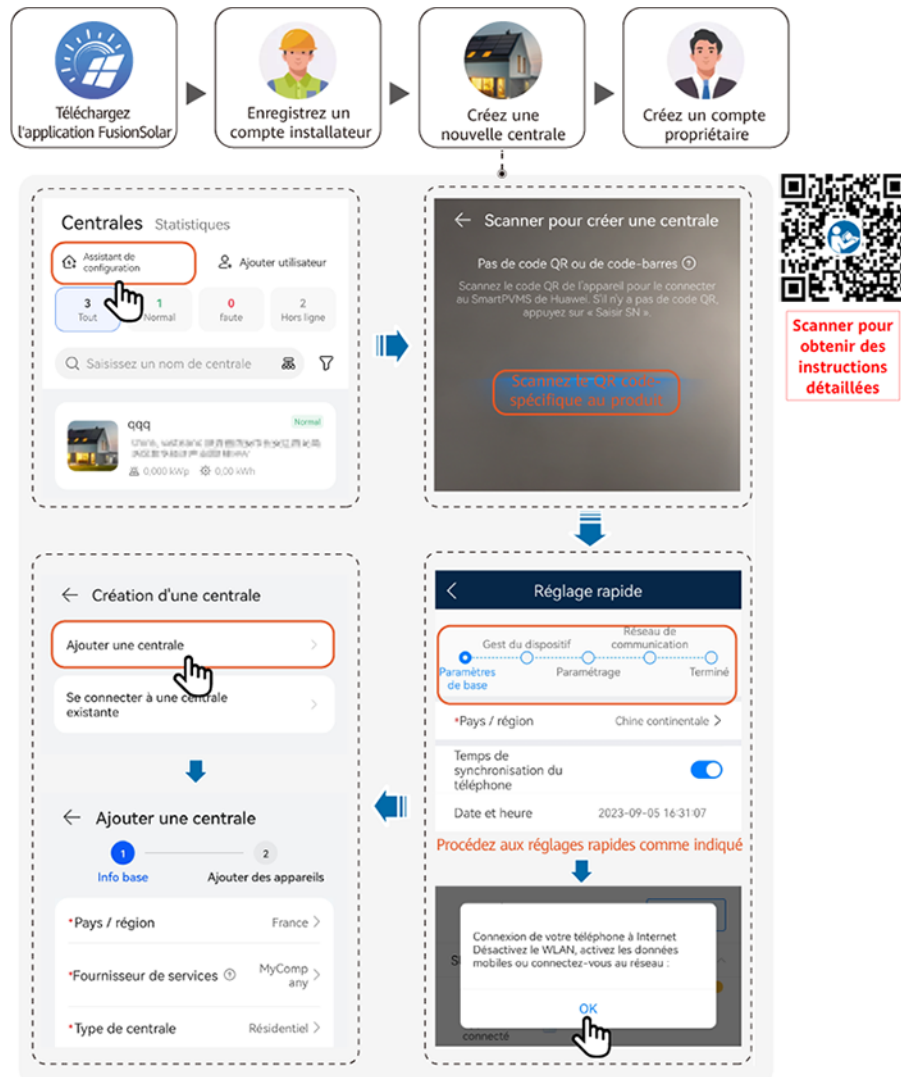 Téléchargez
l'application FusionSolar
Enregistrez un
compte installateur
Créez une
nouvelle centrale
Créez un compte
propriétaire
Centrales Statistiques
Assistant de
configuration
Ajouter utilisateur
3
Tout
1
Normal
0
faute
2
Hors ligne
Saisissez un nom de centrale
qqq
Normal
0,000 kWp 0,00 kWh
Scanner pour créer une centrale
Pas de code QR ou de code-barres
Scannez le code QR de l'appareil pour le connecter
au SmartPVMS de Huawei. S'il n'y a pas de code QR,
appuyez sur « Saisir SN ».
Scannez le QR code
spécifique au produit
Scanner pour
obtenir des
instructions
détaillées
Réglage rapide
Paramètres
de base
Gest du dispositif
Paramétrage
Réseau de
communication
Terminé
*Pays / région Chine continentale
Temps de
synchronisation du
téléphone
Date et heure 2023-09-05 16:31:07
Procédez aux réglages rapides comme indiqué
Connexion de votre téléphone à Internet
Désactivez le WLAN, activez les données
mobiles ou connectez-vous au réseau :
OK
connecté
Création d'une centrale
Ajouter une centrale
Se connecter à une centrale
existante
Ajouter une centrale
1
Info base
2
Ajouter des appareils
*Pays / région France
*Fournisseur de services MyComp
any
*Type de centrale Résidentiel